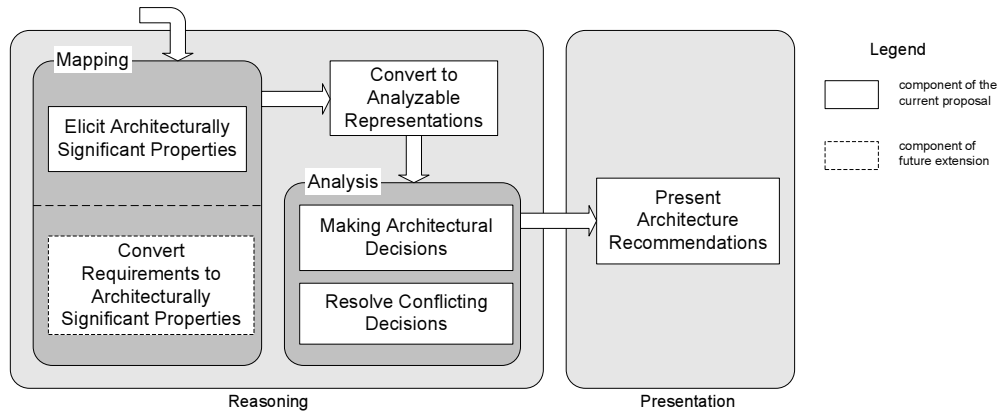 Mapping
Elicit Architecturally
Significant Properties
Convert
Requirements to
Architecturally
Significant Properties
Convert to
Analyzable
Representations
Analysis
Making Architectural
Decisions
Resolve Conflicting
Decisions
Reasoning
Present
Architecture
Recommendations
Presentation
Legend
component of the
current proposal
component of
future extension